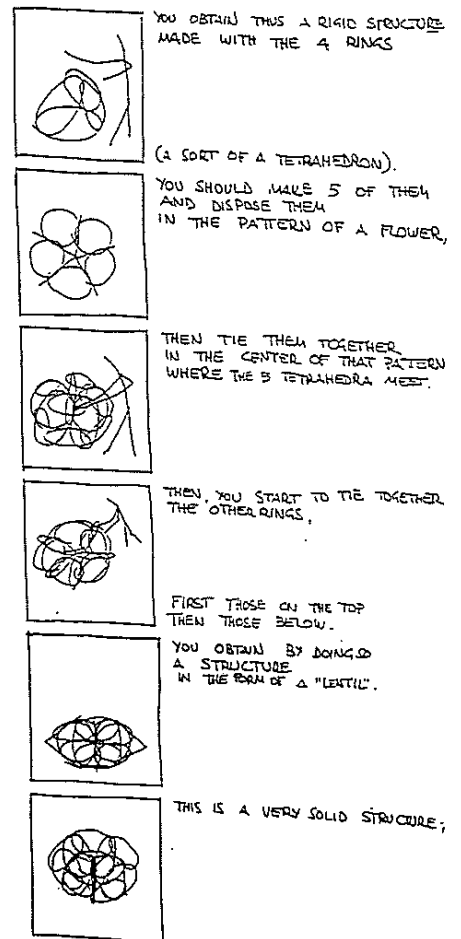 YOU OBTAIN THUS A RIGID STRUCTURE
MADE WITH THE 4 RINGS
(A SORT OF A TETRAHEDRON).
YOU SHOULD MAKE 5 OF THEM
AND DISPOSE THEM
IN THE PATTERN OF A FLOWER,
THEN TIE THEM TOGETHER
IN THE CENTER OF THAT PATTERN
WHERE THE 5 TETRAHEDRA MEET.
THEN, YOU START TO TIE TOGETHER
THE OTHER RINGS,
FIRST THOSE ON THE TOP
THEN THOSE BELOW.
YOU OBTAIN BY DOING SO
A STRUCTURE
IN THE FORM OF A "LENTIL".
THIS IS A VERY SOLID STRUCTURE;